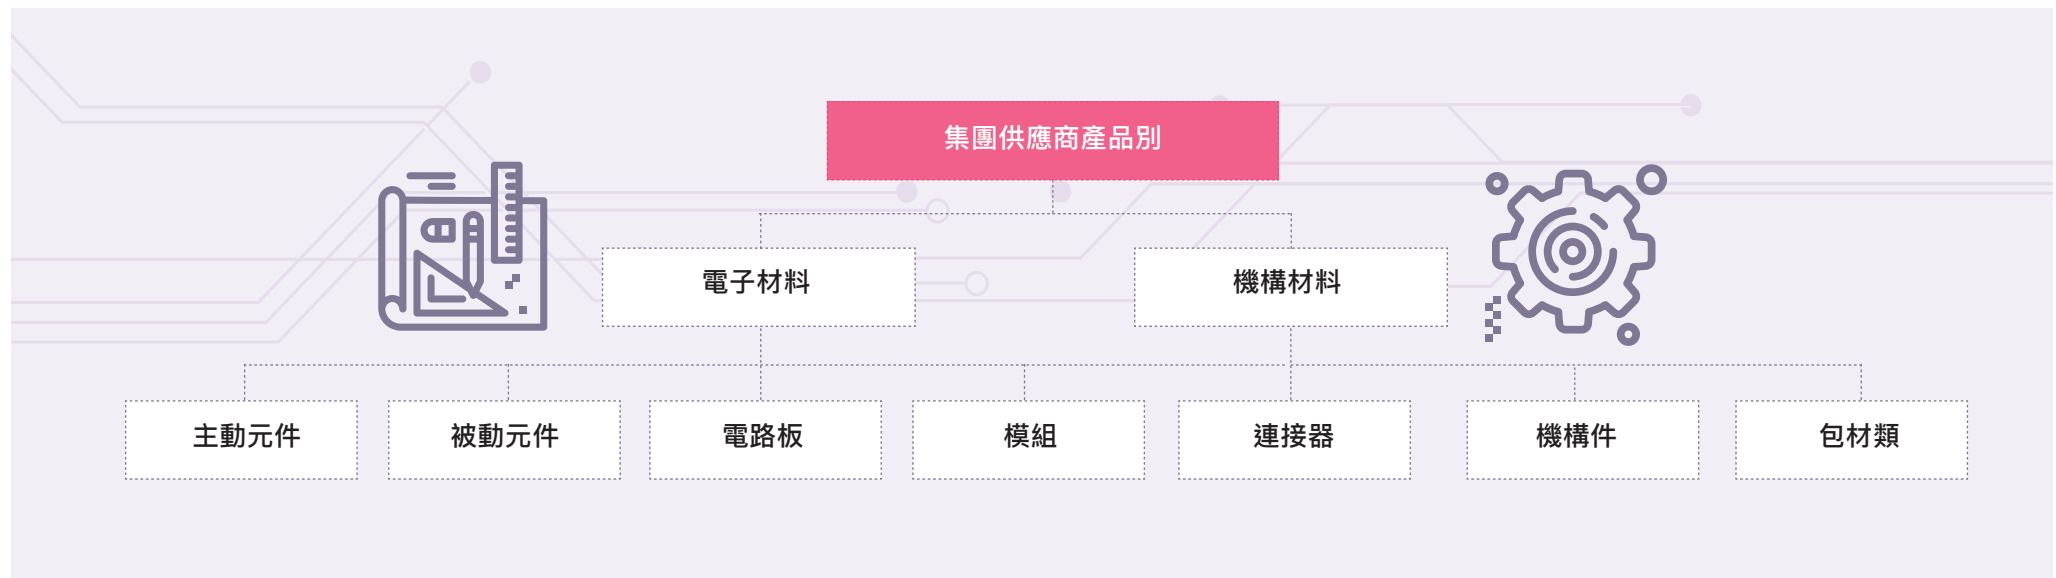 集團供應商產品別
電子材料
機構材料
主動元件
被動元件
電路板
模組
連接器
機構件
包材類